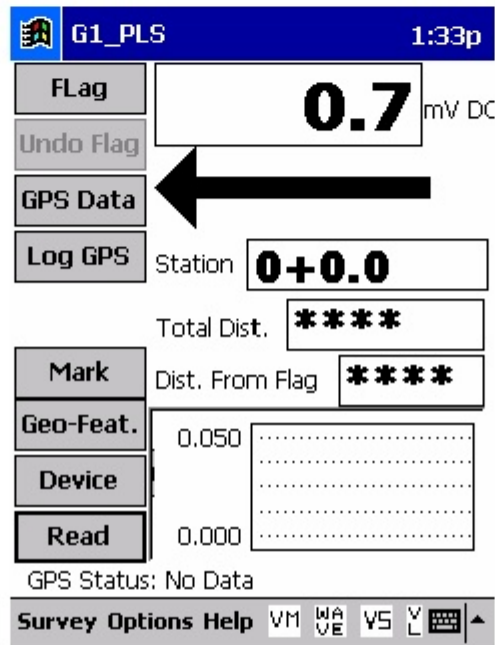 G1_PLS 1:33p
FLag
0.7 mV DC
Undo Flag
GPS Data
Log GPS
Station 0+0.0
Total Dist. ****
Mark
Dist. From Flag ****
Geo-Feat.
0.050
Device
Read
0.000
GPS Status: No Data
Survey Options Help VM WAVE VS VL